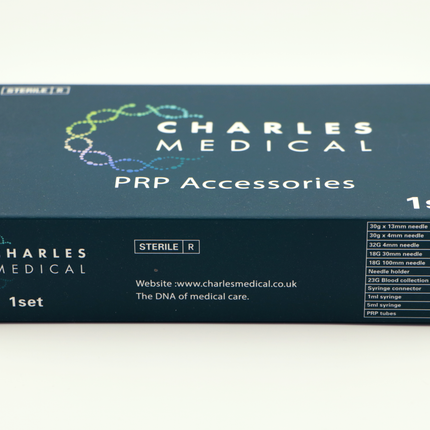 STERILE R
CHARLES
MEDICAL
PRP Accessories
CHARLES
MEDICAL
1set
STERILE R
Website :www.charlesmedical.co.uk
The DNA of medical care.
30g x 13mm needle
30g x 4mm needle
32G 4mm needle
18G 30mm needle
18G 100mm needle
Needle holder
23G Blood collection
Syringe connector
1ml syringe
5ml syringe
PRP tubes